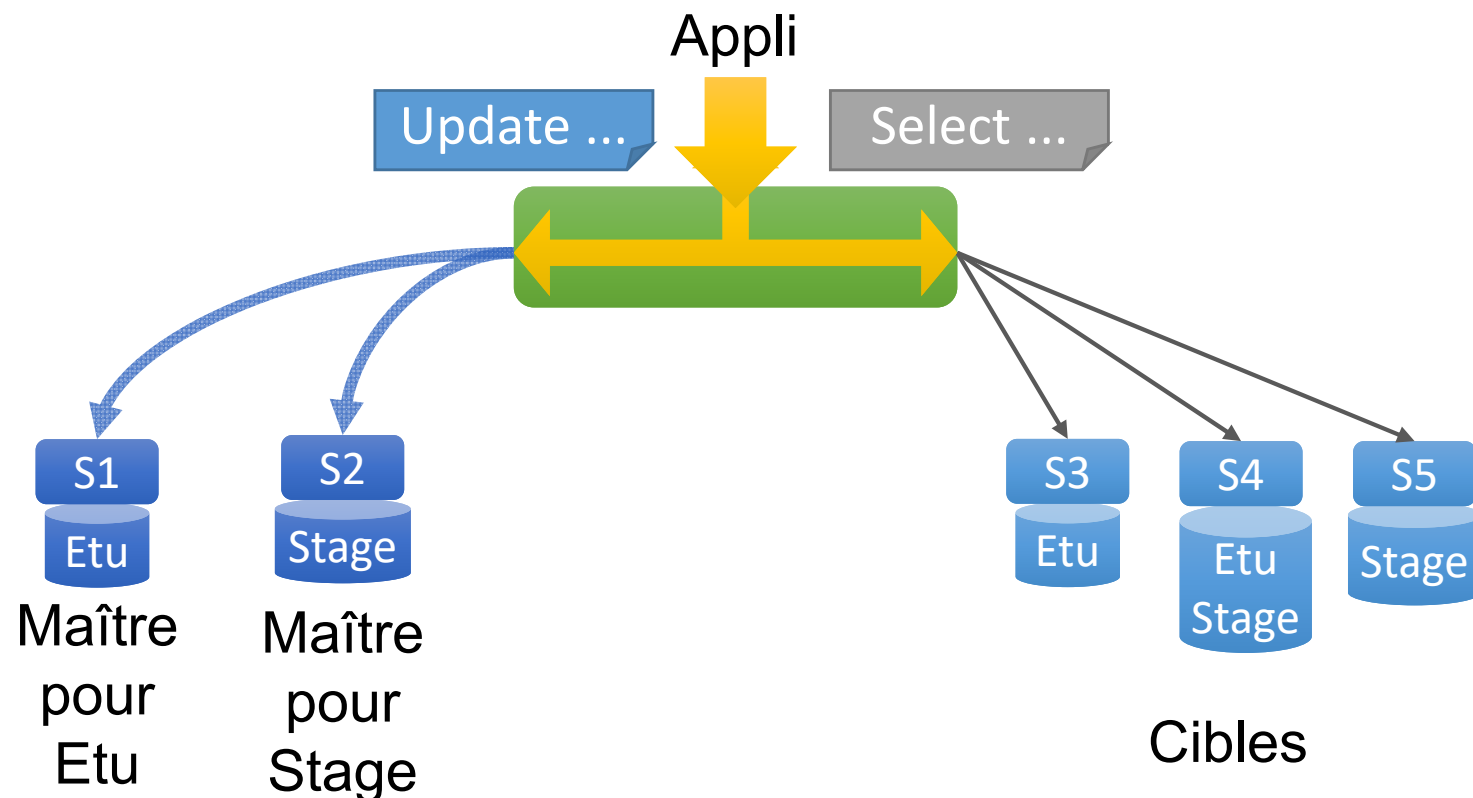 Appli
Update ...
Select ...
S1
Etu
Maître
pour
Etu
S2
Stage
Maître
pour
Stage
S3
Etu
S4
Etu
Stage
S5
Stage
Cibles